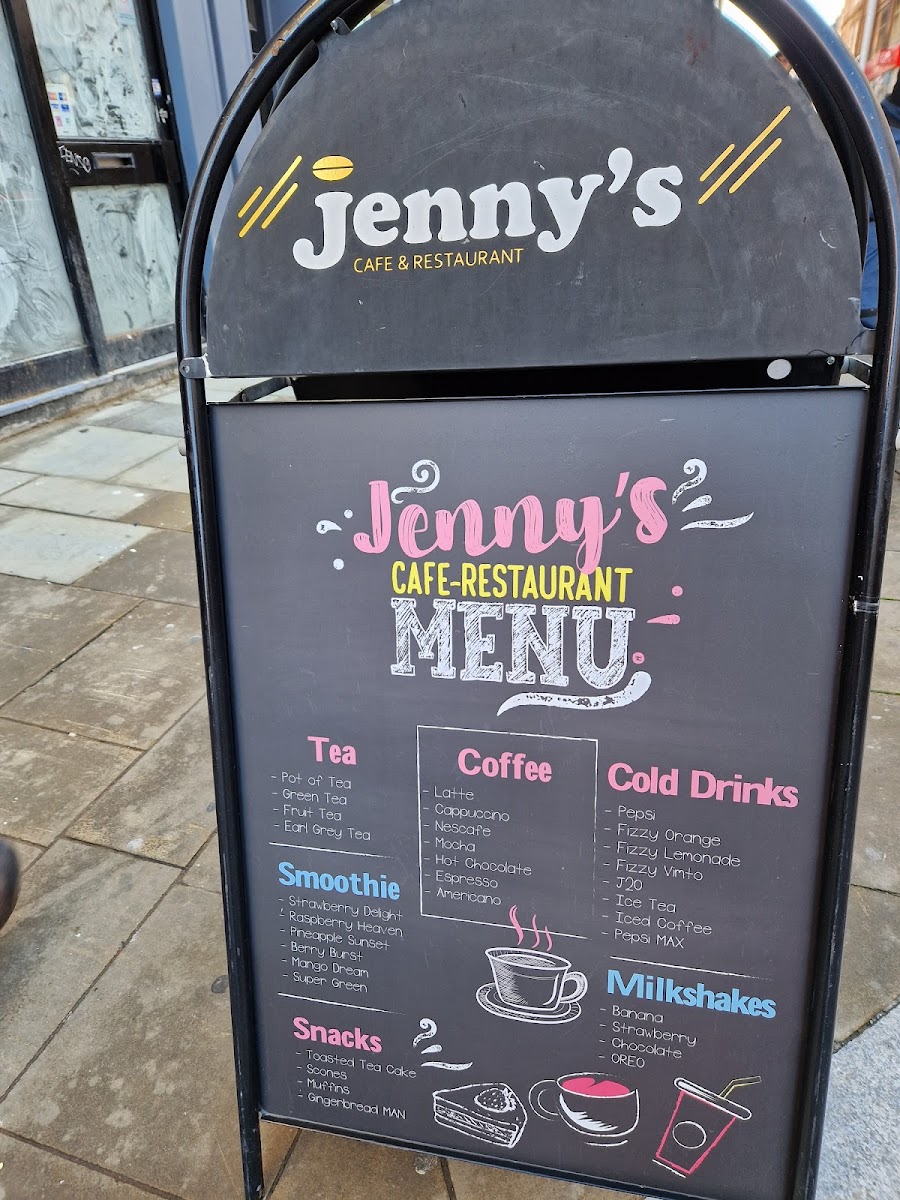 Jenny's
CAFE & RESTAURANT
Jenny's
CAFE-RESTAURANT
MENU
Tea
- Pot of Tea
- Green Tea
- Fruit Tea
- Earl Grey Tea
Smoothie
- Strawberry Delight
- Raspberry Heaven
- Pineapple Sunset
- Berry Burst
- Mango Dream
- Super Green
Snacks
- Toasted Tea Cake
- Scones
- Muffins
- Gingerbread MAN
Coffee
- Latte
- Cappuccino
- Nescafe
- Mocha
- Hot Chocolate
- Espresso
- Americano
Cold Drinks
- Pepsi
- Fizzy Orange
- Fizzy Lemonade
- Fizzy Vimto
- J2O
- Ice Tea
- Iced Coffee
- Pepsi MAX
Milkshakes
- Banana
- Strawberry
- Chocolate
- OREO